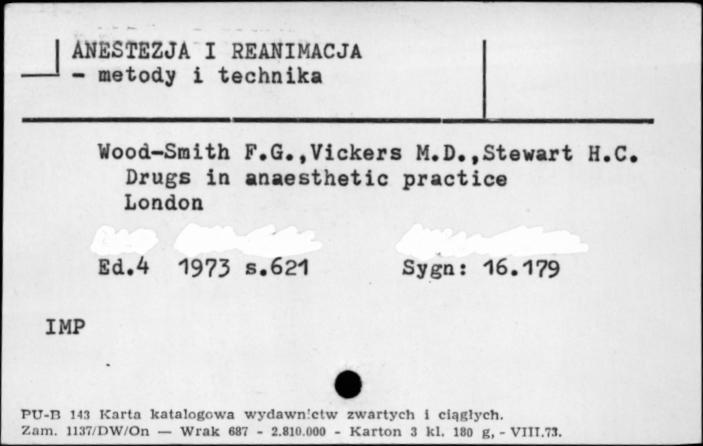 ANESTEZJA I REANIMACJA
- metody i technika
Wood-Smith F.G.,Vickers M.D.,Stewart H.C.
Drugs in anaesthetic practice
London
Ed.4 1973 s.621 Sygn: 16.179
IMP
PU-B 143 Karta katalogowa wydawnictw zwartych i ciągłych.
Zam. 1137/DW/On — Wrak 687 - 2.810.000 - Karton 3 kl. 180 g, - VIII.73.